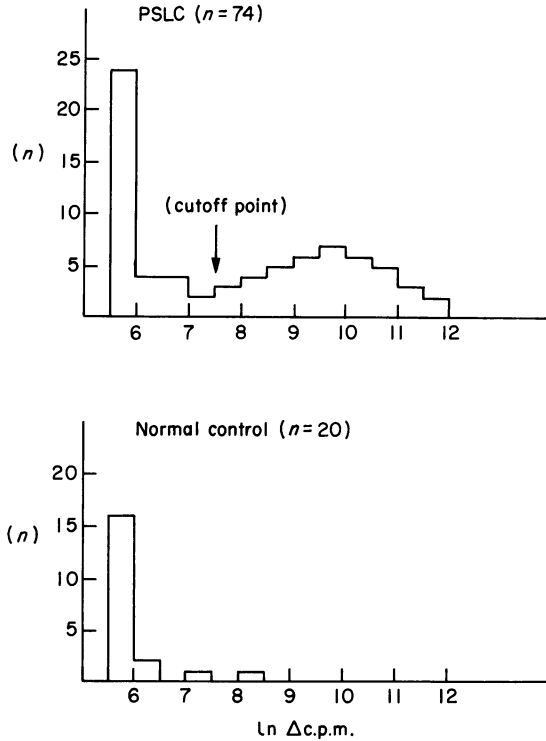 PSLC (n=74)
25
20
(n)
15
(cutoff point)
10
5
6 7 8 9 10 11 12
Normal control (n=20)
20
15
(n)
10
5
6 7 8 9 10 11 12
ln Δc.p.m.